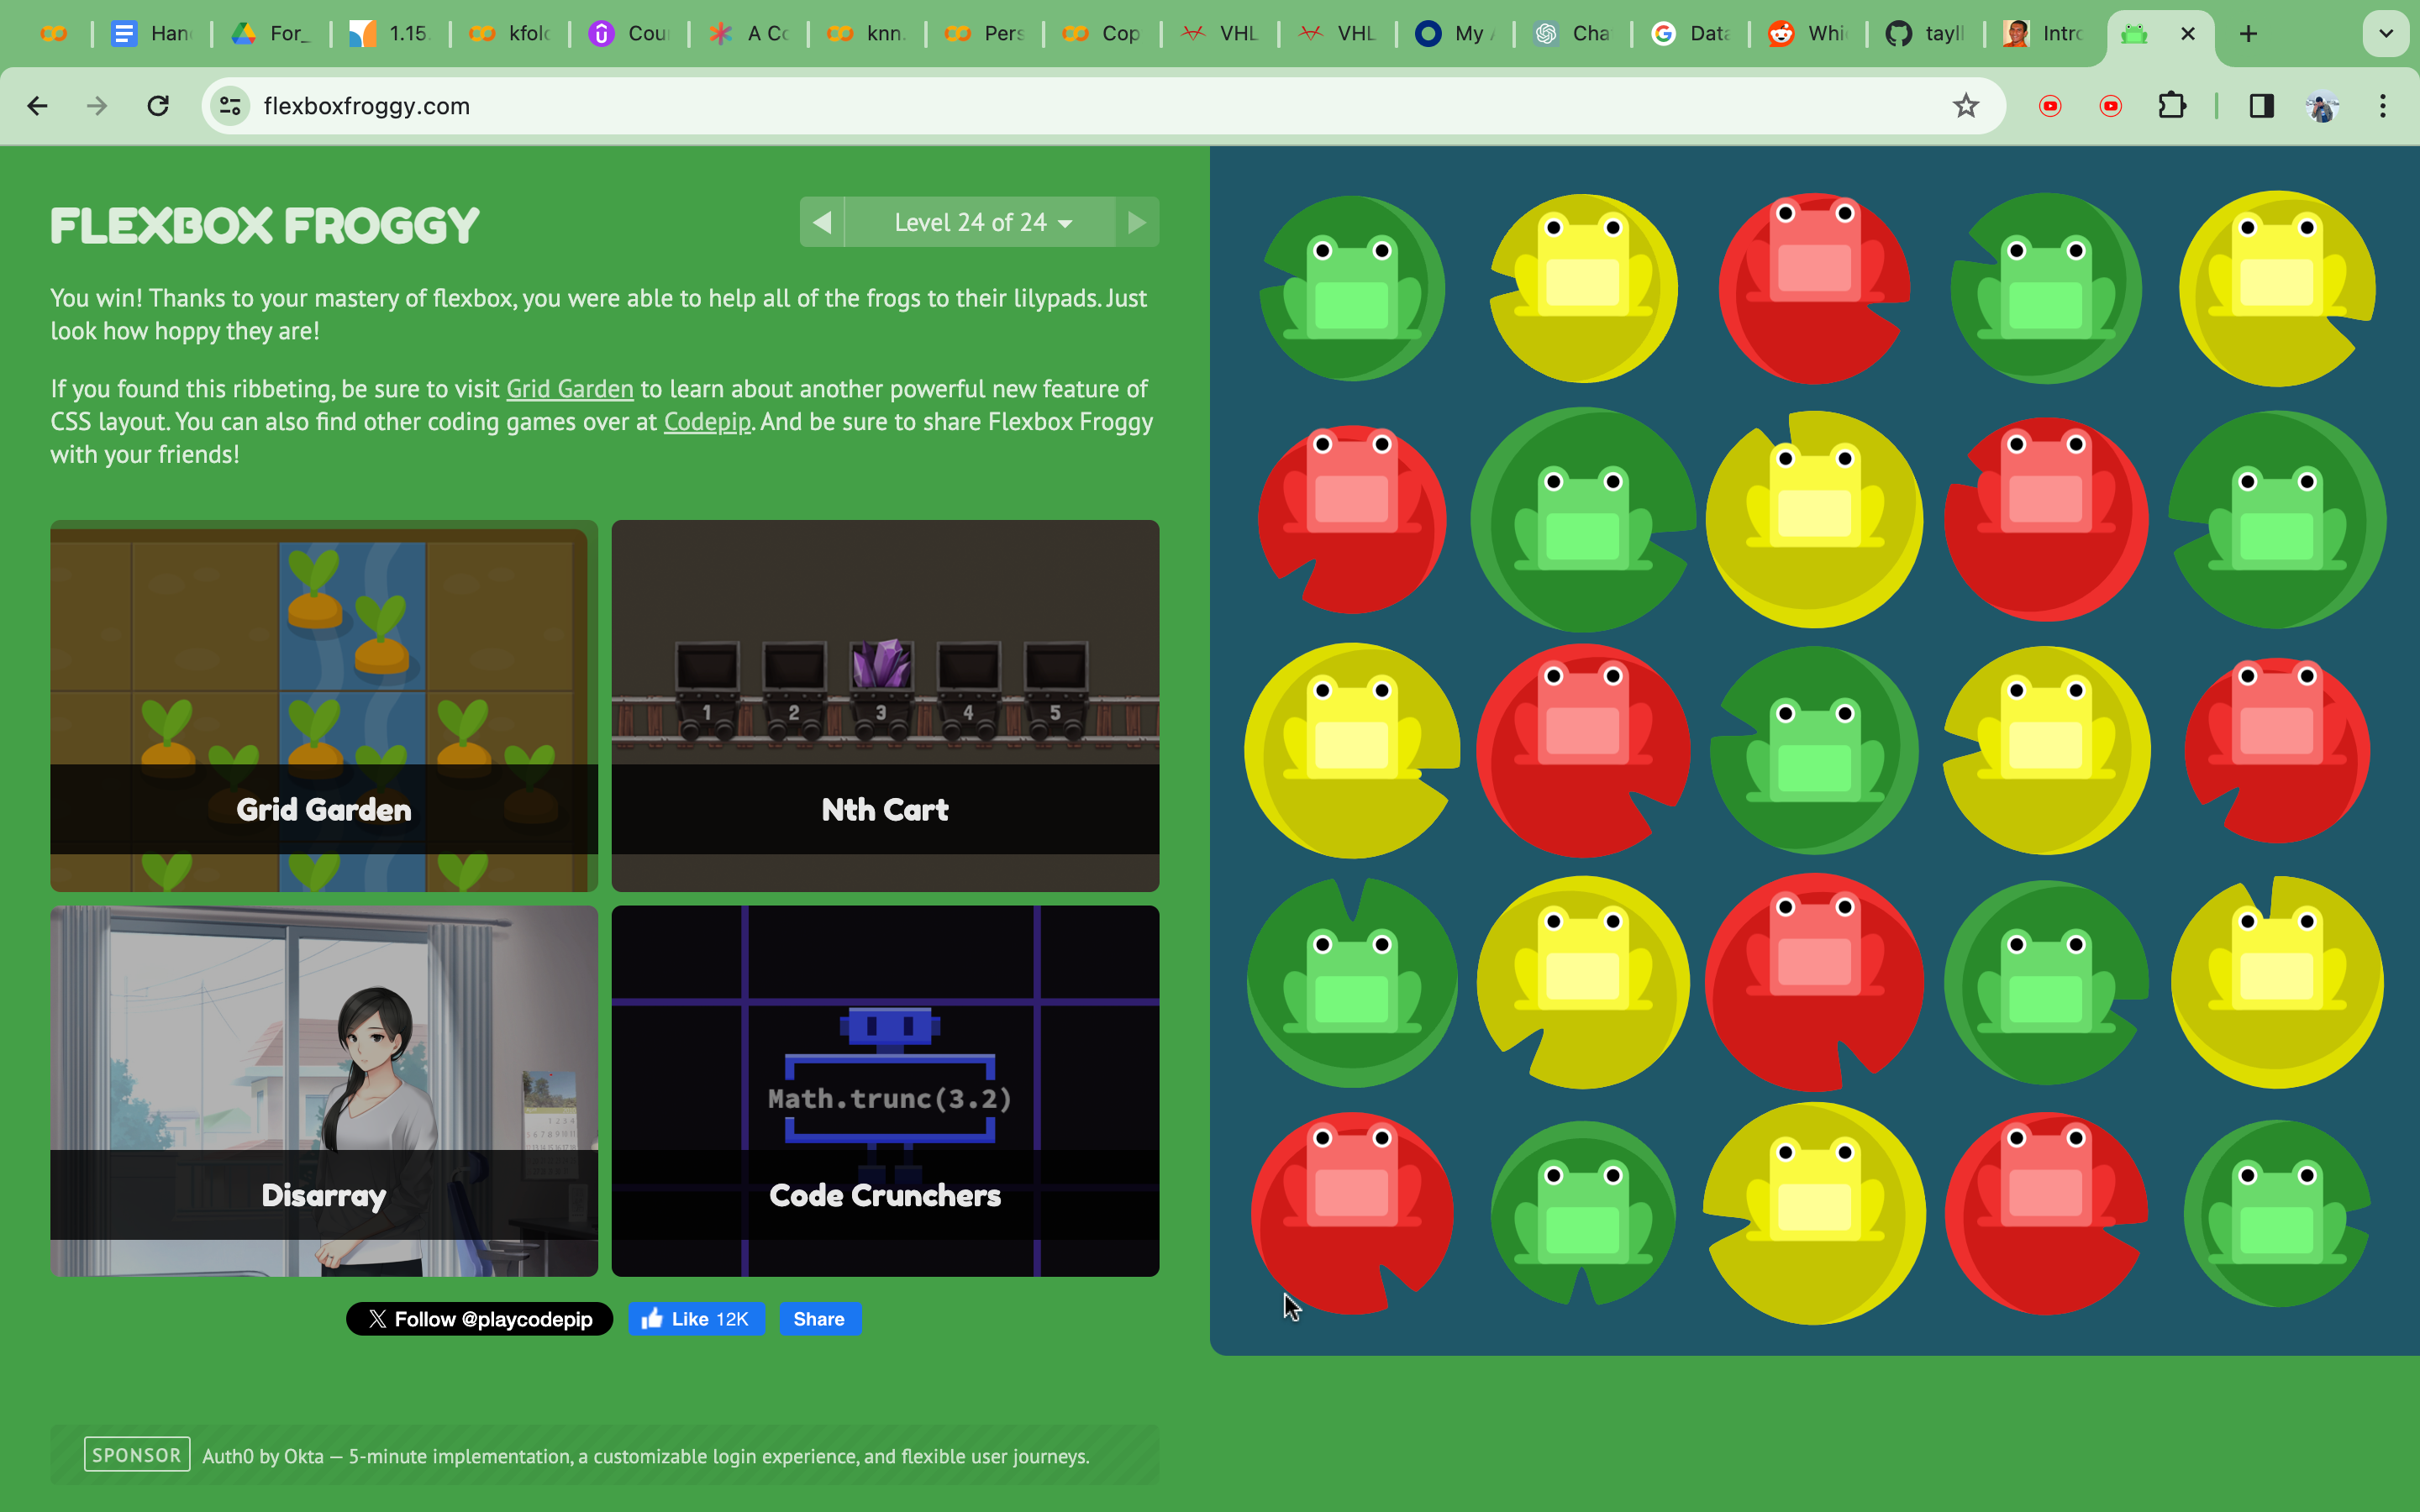 Han
For_
1.15
kfol
Cou
A Co
knn.
Pers
Cop
VHL
VHL
My
Cha
Data
Whi
tayll
Intro
flexboxfroggy.com
FLEXBOX FROGGY
Level 24 of 24
You win! Thanks to your mastery of flexbox, you were able to help all of the frogs to their lilypads. Just
look how hoppy they are!
If you found this ribbeting, be sure to visit Grid Garden to learn about another powerful new feature of
CSS layout. You can also find other coding games over at Codepip. And be sure to share Flexbox Froggy
with your friends!
1 2 3 4 5
Grid Garden
Nth Cart
Math.trunc(3.2)
Disarray
Code Crunchers
Follow @playcodepip
Like 12K
Share
SPONSOR Auth0 by Okta — 5-minute implementation, a customizable login experience, and flexible user journeys.